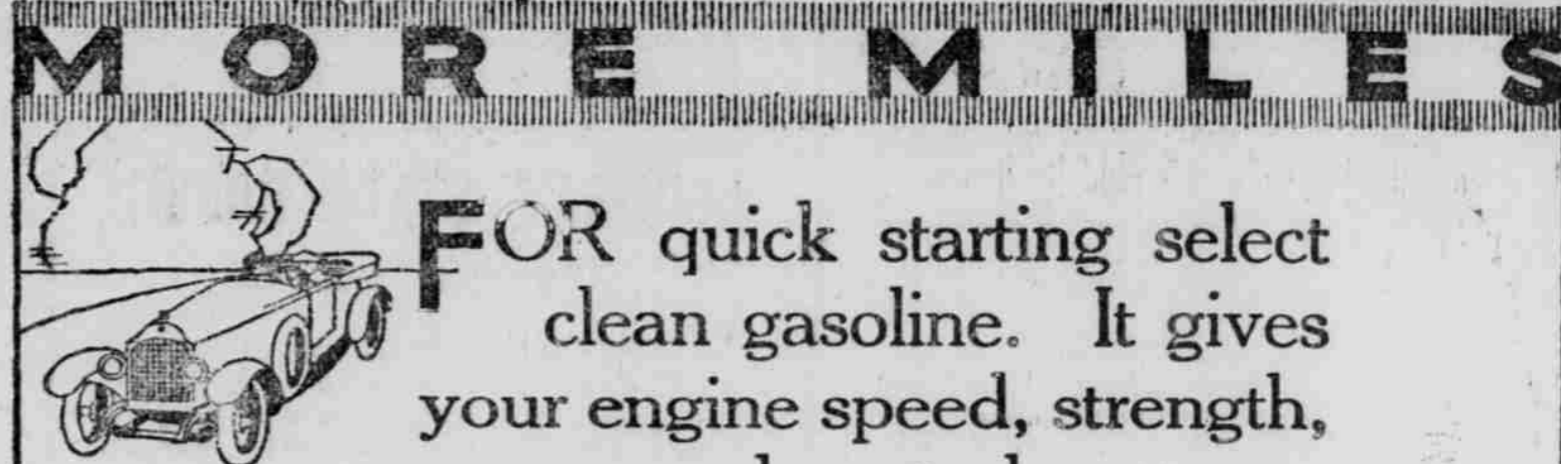 MORE MILES
FOR quick starting select
clean gasoline. It gives
your engine speed, strength,